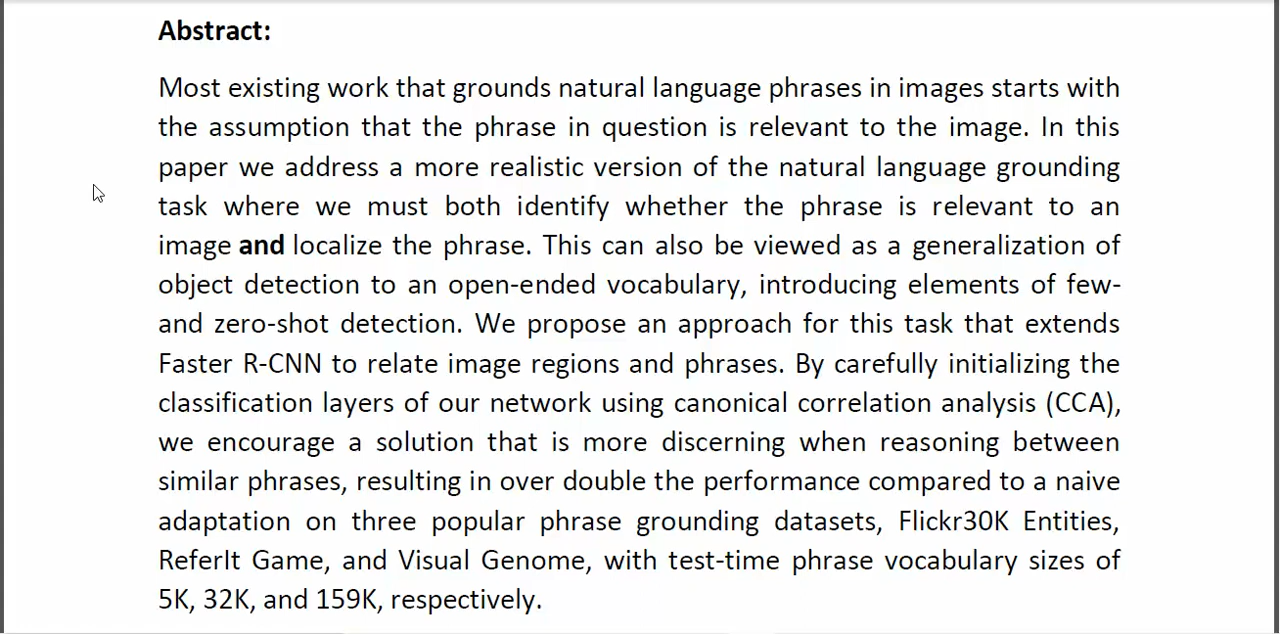 Abstract:
Most existing work that grounds natural language phrases in images starts with
the assumption that the phrase in question is relevant to the image. In this
paper we address a more realistic version of the natural language grounding
task where we must both identify whether the phrase is relevant to an
image and localize the phrase. This can also be viewed as a generalization of
object detection to an open-ended vocabulary, introducing elements of few-
and zero-shot detection. We propose an approach for this task that extends
Faster R-CNN to relate image regions and phrases. By carefully initializing the
classification layers of our network using canonical correlation analysis (CCA),
we encourage a solution that is more discerning when reasoning between
similar phrases, resulting in over double the performance compared to a naive
adaptation on three popular phrase grounding datasets, Flickr30K Entities,
ReferIt Game, and Visual Genome, with test-time phrase vocabulary sizes of
5K, 32K, and 159K, respectively.